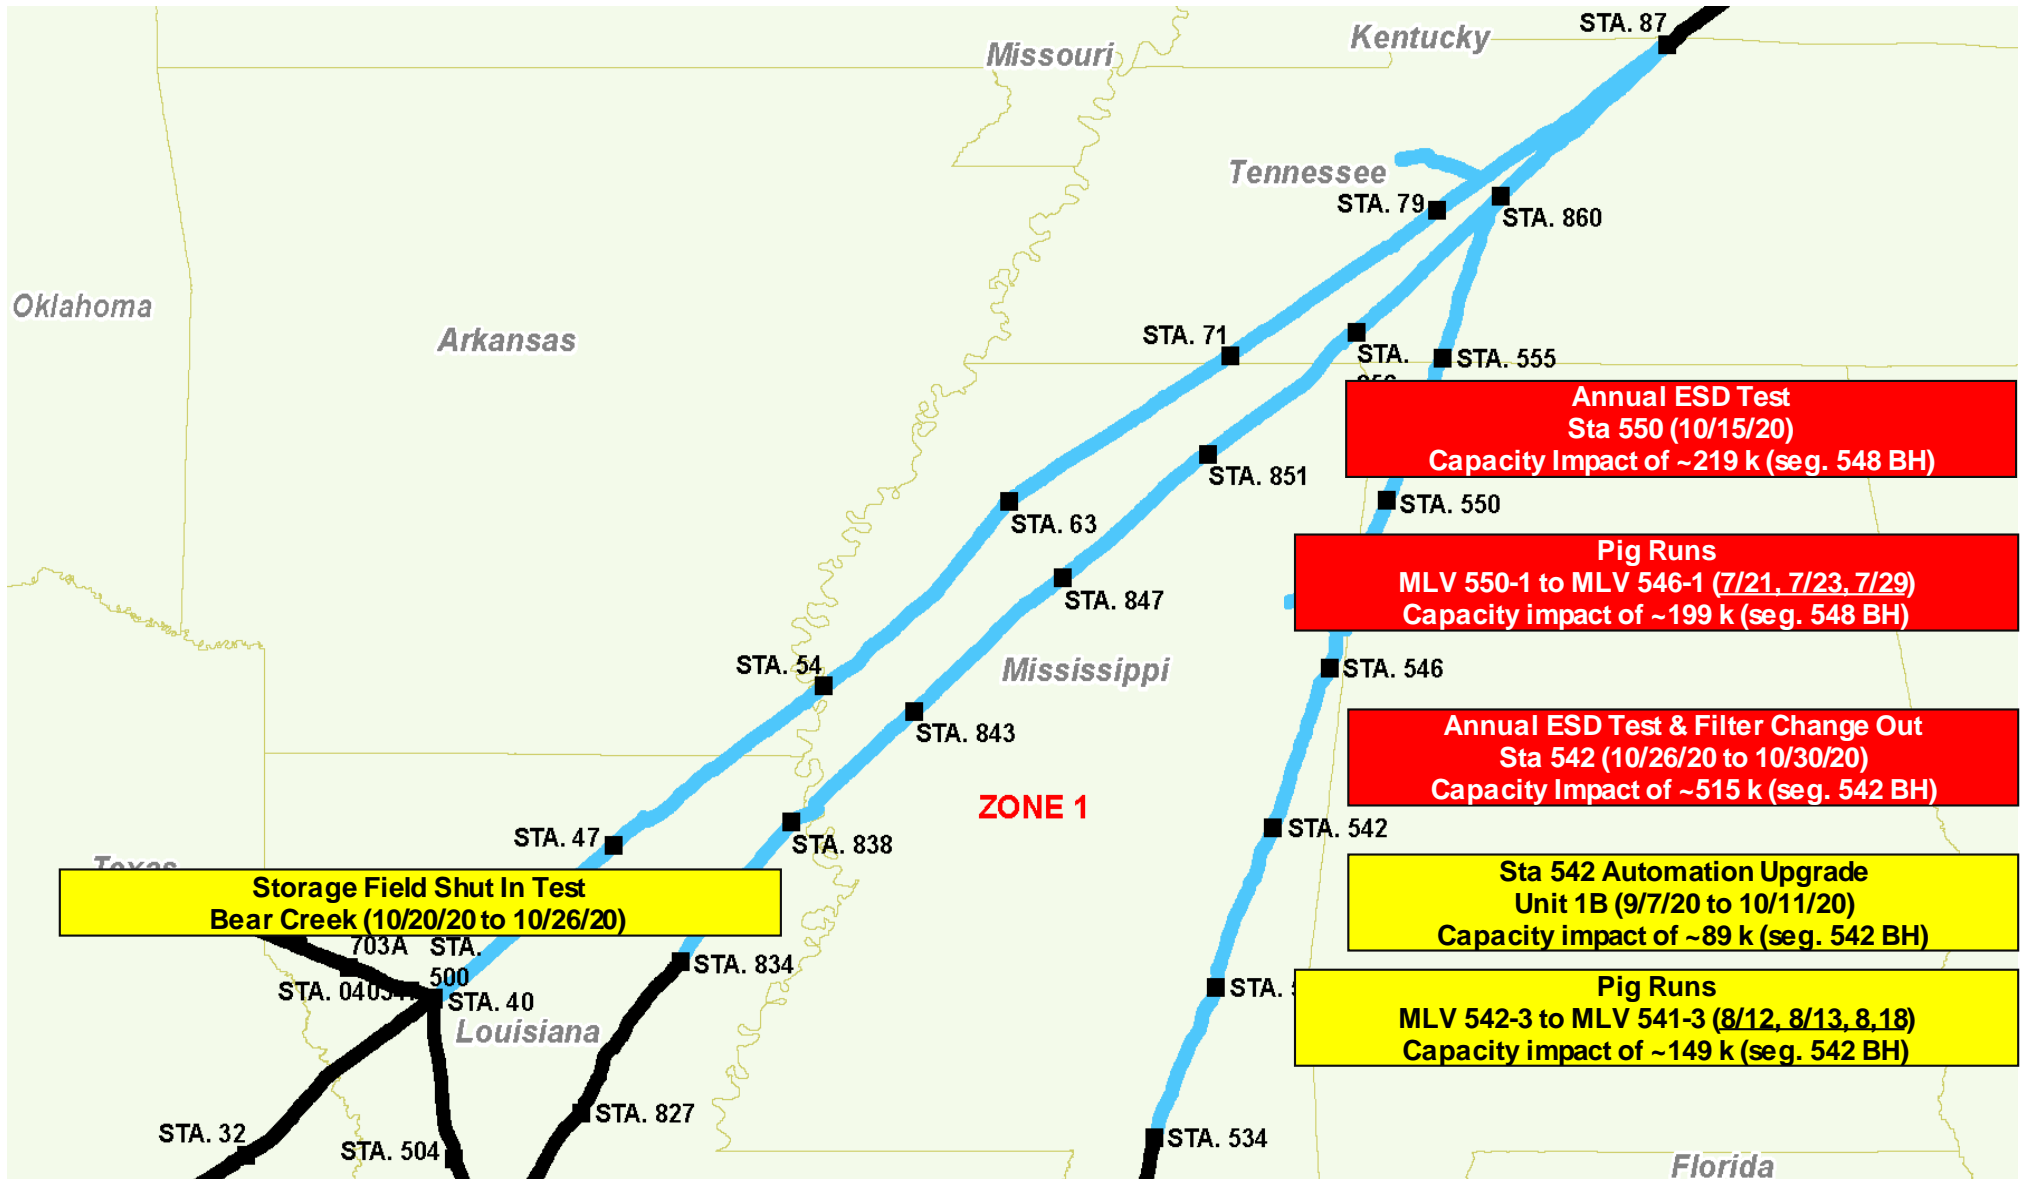 STA. 87
Kentucky
Missouri
Tennessee
STA. 79
STA. 860
Oklahoma
Arkansas
STA. 71
STA.
STA. 555
Annual ESD Test
Sta 550 (10/15/20)
Capacity Impact of ~219 k (seg. 548 BH)
STA. 851
STA. 550
STA. 63
Pig Runs
MLV 550-1 to MLV 546-1 (7/21, 7/23, 7/29)
Capacity impact of ~199 k (seg. 548 BH)
STA. 847
STA. 54
Mississippi
STA. 546
Annual ESD Test & Filter Change Out
Sta 542 (10/26/20 to 10/30/20)
Capacity Impact of ~515 k (seg. 542 BH)
STA. 843
ZONE 1
STA. 47
STA. 838
STA. 542
Texas
Storage Field Shut In Test
Bear Creek (10/20/20 to 10/26/20)
Sta 542 Automation Upgrade
Unit 1B (9/7/20 to 10/11/20)
Capacity impact of ~89 k (seg. 542 BH)
703A
STA.
500
STA. 834
STA.
STA. 40
Louisiana
STA.
Pig Runs
MLV 542-3 to MLV 541-3 (8/12, 8/13, 8,18)
Capacity impact of ~149 k (seg. 542 BH)
STA. 827
STA. 32
STA. 504
STA. 534
Florida